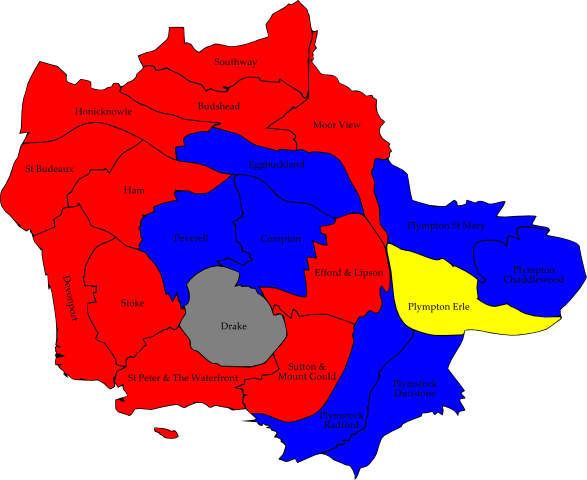 Southway
Budshead
Honicknowle
Moor View
St Budeaux
Eggbuckland
Ham
Plympton St Mary
Peverell
Compton
Efford & Lipson
Plympton
Chaddlewood
Devonport
Stoke
Plympton Erle
Drake
Sutton &
Mount Gould
St Peter & The Waterfront
Plymstock
Dunstone
Plymstock
Radford